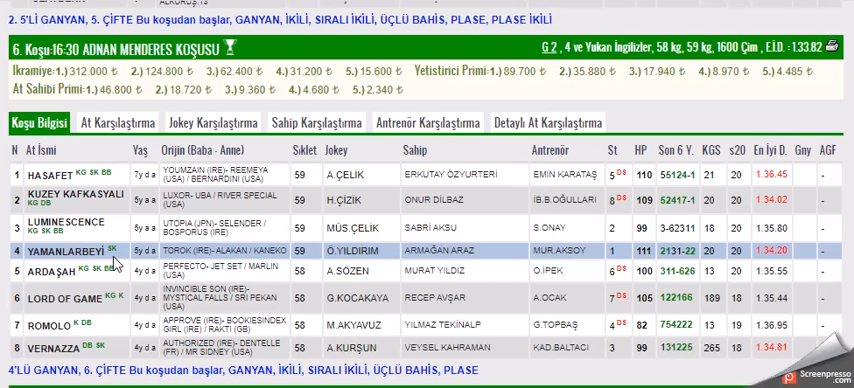 2. 5'Lİ GANYAN, 5. ÇİFTE Bu koşudan başlar, GANYAN, İKİLİ, SIRALI İKİLİ, ÜÇLÜ BAHİS, PLASE, PLASE İKİLİ
6. Koşu:16:30 ADNAN MENDERES KOŞUSU G 2 , 4 ve Yukarı İngilizler, 58 kg, 59 kg, 1600 Çim , E.İ.D. : 1.33.82
Ikramiye: 1.) 312.000 ₺ 2.) 124.800 ₺ 3.) 62.400 ₺ 4.) 31.200 ₺ 5.) 15.600 ₺ Yetistirici Primi: 1.) 89.700 ₺ 2.) 35.880 ₺ 3.) 17.940 ₺ 4.) 8.970 ₺ 5.) 4.485 ₺
At Sahibi Primi: 1.) 46.800 ₺ 2.) 18.720 ₺ 3.) 9.360 ₺ 4.) 4.680 ₺ 5.) 2.340 ₺
Koşu Bilgisi At Karşılaştırma Jokey Karşılaştırma Sahip Karşılaştırma Antrenör Karşılaştırma Detaylı At Karşılaştırma
N At İsmi Yaş Orijin (Baba - Anne) Sıklet Jokey Sahip Antrenör St HP Son 6 Y. KGS s20 En İyi D. Gny AGF
1 HASAFET KG SK BB 7y d a YOUMZAIN (IRE)- REEMEYA (USA) / BERNARDINI (USA) 59 A.ÇELİK ERKUTAY ÖZYURTERİ EMİN KARATAŞ 5 DS 110 55124-1 21 20 1.36.45 -
2 KUZEY KAFKASYALI KG DB 5y a a LUXOR- UBA / RIVER SPECIAL (USA) 59 H.ÇİZİK ONUR DİLBAZ İB.B.OĞULLARI 8 DS 109 52417-1 20 20 1.34.02 -
3 LUMINESCENCE KG SK BB 5y a a UTOPIA (JPN)- SELENDER / BOSPORUS (IRE) 59 MÜS.ÇELİK SABRİ AKSU S.ONAY 2 99 3-62311 20 18 1.35.80 -
4 YAMANLARBEYİ SK 5y d a TOROK (IRE)- ALAKAN / KANEKO 59 Ö.YILDIRIM ARMAĞAN ARAZ MUR.AKSOY 1 111 2131-22 20 20 1.34.20 -
5 ARDAŞAH KG SK BB 4y d a PERFECTO- JET SET / MARLIN (USA) 58 A.SÖZEN MURAT YILDIZ O.İPEK 6 DS 100 311-626 13 20 1.35.55 -
6 LORD OF GAME KG K 4y d a INVINCIBLE SON (IRE)- MYSTICAL FALLS / SRI PEKAN (USA) 58 G.KOCAKAYA RECEP AVŞAR A.OCAK 7 DS 105 122166 189 18 1.35.44 -
7 ROMOLO K DB 4y d a APPROVE (IRE)- BOOKIESINDEX GIRL (IRE) / RAKTI (GB) 58 M.AKYAVUZ YILMAZ TEKİNALP G.TOPBAŞ 4 DS 82 754222 13 19 1.36.95 -
8 VERNAZZA DB SK 4y d a AUTHORIZED (IRE)- DENTELLE (FR) / MR SIDNEY (USA) 58 A.KURŞUN VEYSEL KAHRAMAN KAD.BALTACI 3 99 131225 265 18 1.34.81
4'LÜ GANYAN, 6. ÇİFTE Bu koşudan başlar, GANYAN, İKİLİ, SIRALI İKİLİ, ÜÇLÜ BAHİS, PLASE
Screenpresso.com